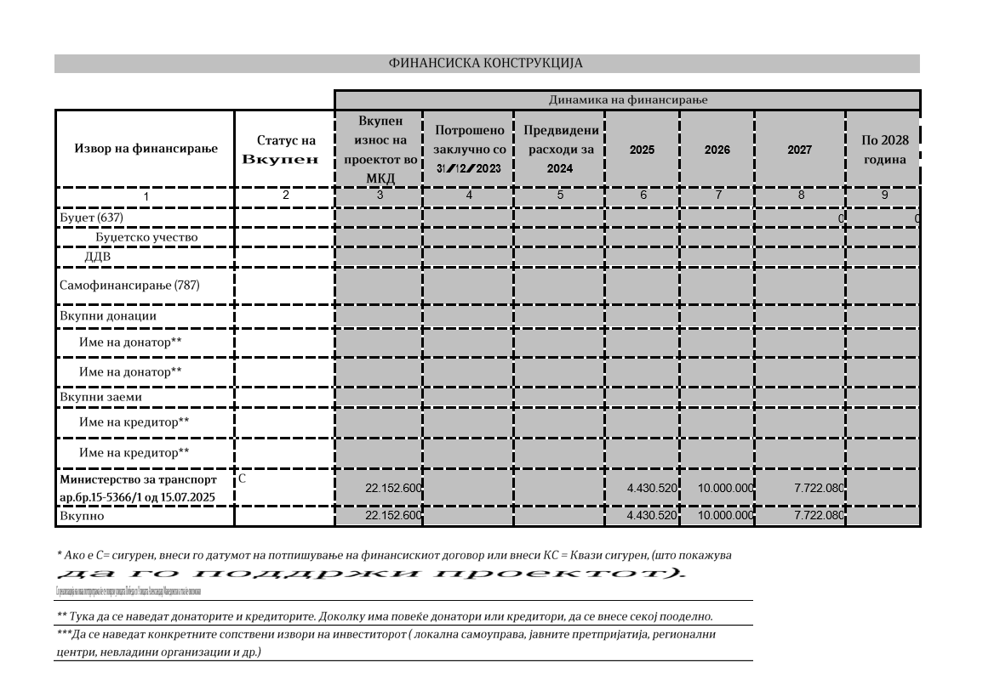 ФИНАНСИСКА КОНСТРУКЦИЈА
Динамика на финансирање
Извор на финансирање
Статус на
Вкупен
Вкупен
износ на
проектот во
МКД
Потрошено
заклучно со
31/12/2023
Предвидени
расходи за
2024
2025
2026
2027
По 2028
година
1 2 3 4 5 6 7 8 9
Буџет (637) 0 0
Буџетско учество
ДДВ
Самофинансирање (787)
Вкупни донации
Име на донатор**
Име на донатор**
Вкупни заеми
Име на кредитор**
Име на кредитор**
Министерство за транспорт
ар.бр.15-5366/1 од 15.07.2025
С 22.152.600 4.430.520 10.000.000 7.722.080
Вкупно 22.152.600 4.430.520 10.000.000 7.722.080
* Ако е С= сигурен, внеси го датумот на потпишување на финансискиот договор или внеси КС = Квази сигурен, (што покажува
да го поддржи проектот).
** Тука да се наведат донаторите и кредиторите. Доколку има повеќе донатори или кредитори, да се внесе секој пооделно.
***Да се наведат конкретните сопствени извори на инвеститорот ( локална самоуправа, јавните претпријатија, регионални
центри, невладини организации и др.)